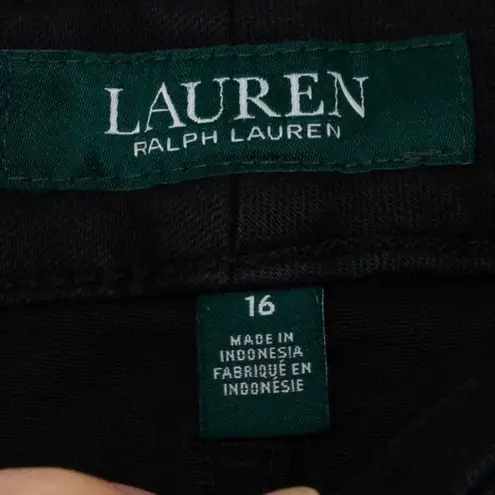 LAUREN
RALPH LAUREN
16
MADE IN
INDONESIA
FABRIQUÉ EN
INDONÉSIE